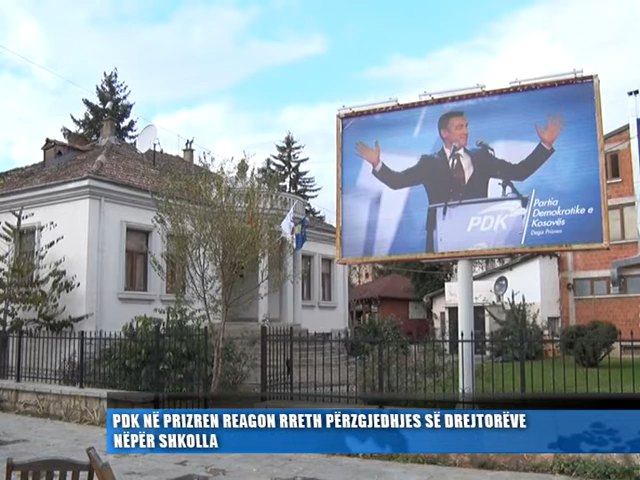 PDK
Partia
Demokratike e
Kosovës
Dega Prizren
PDK NË PRIZREN REAGON RRETH PËRZGJEDHJES SË DREJTORËVE
NËPËR SHKOLLA